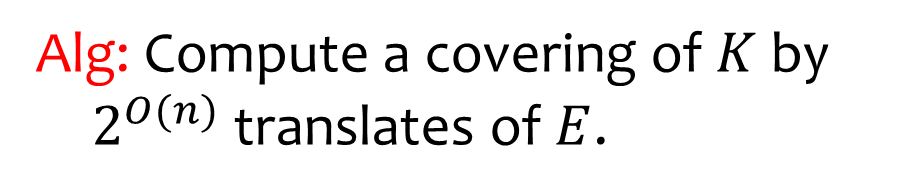 Alg: Compute a covering of K by
2^{O(n)} translates of E.